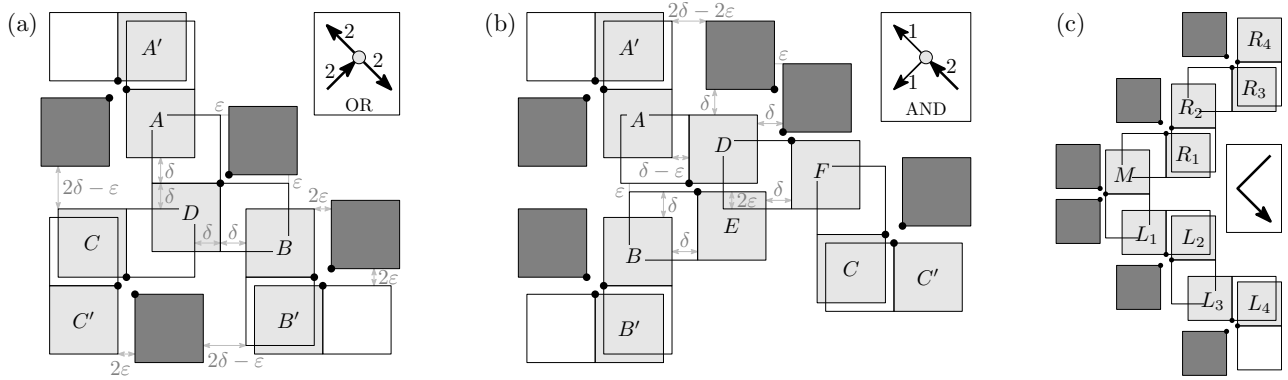 (a)
A′
2
2
2
OR
A
ε
δ
δ
2δ − ε
D
ε
2ε
C
δ
δ
B
2ε
C′
B′
2ε
2δ − ε
(b)
2δ − 2ε
A′
ε
1
1
2
AND
δ
A
D
δ
δ − ε
F
ε
δ
2ε
δ
E
B
δ
C
C′
B′
(c)
R4
R3
R2
R1
M
L1
L2
L3
L4